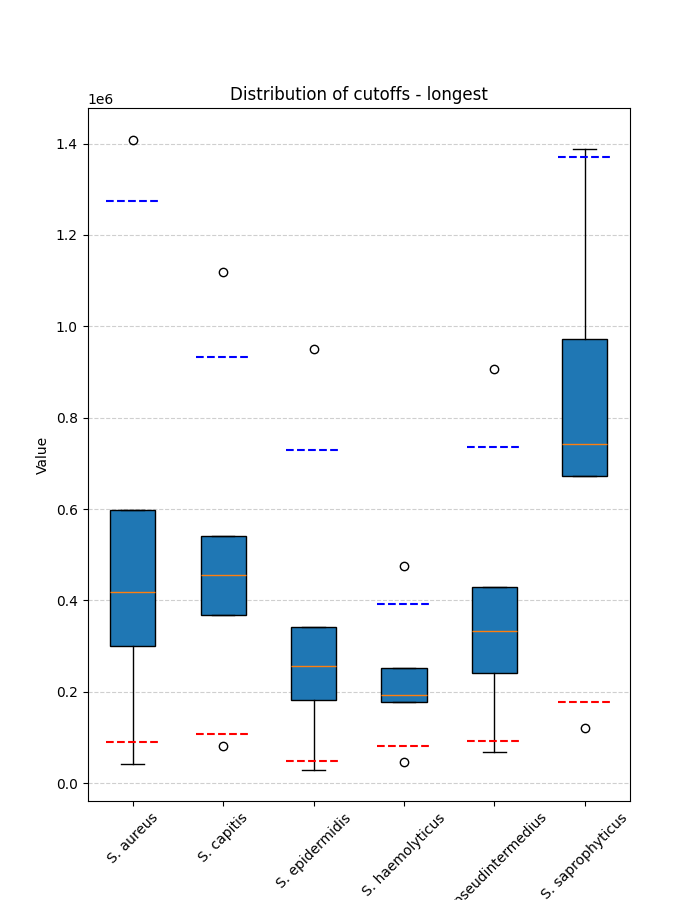 Distribution of cutoffs - longest
1e6
1.4
1.2
1.0
0.8
0.6
0.4
0.2
0.0
Value
S. aureus
S. capitis
S. epidermidis
S. haemolyticus
pseudintermedius
S. saprophyticus